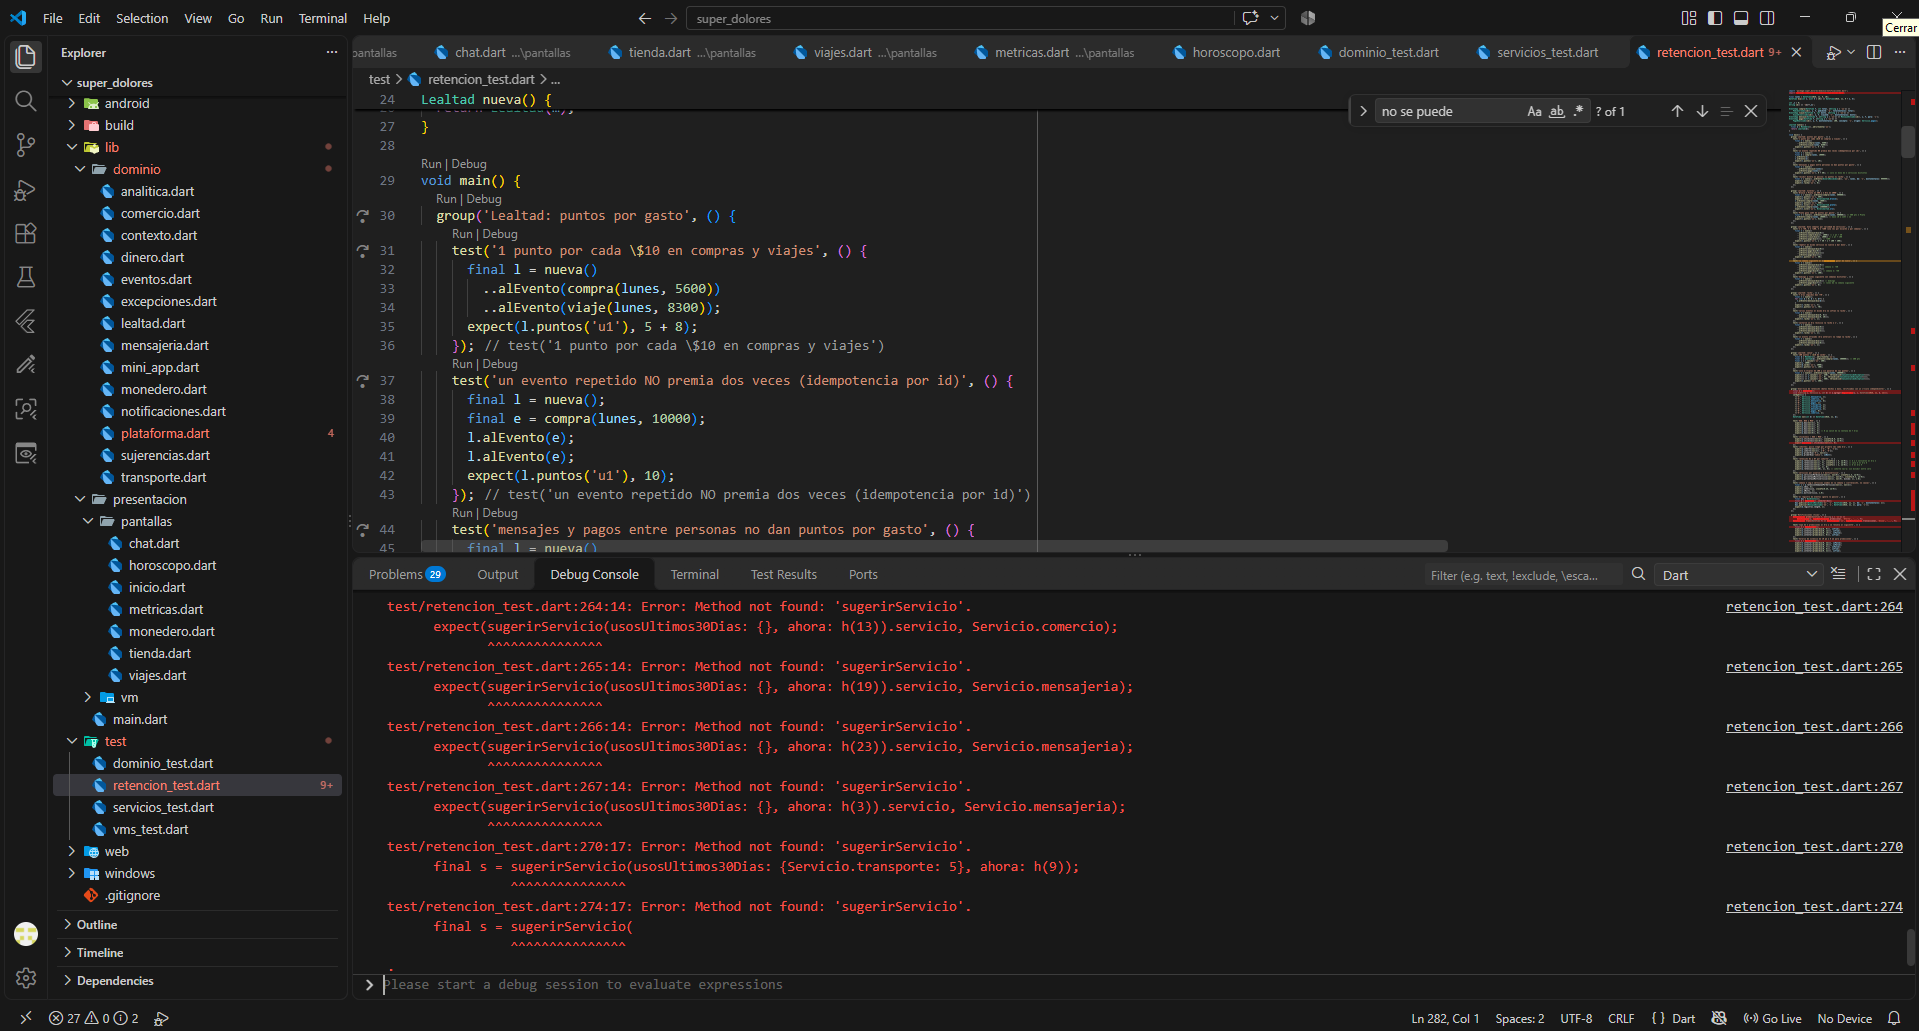 File Edit Selection View Go Run Terminal Help
super_dolores
Cerrar
Explorer
pantallas
chat.dart ...\pantallas
tienda.dart ...\pantallas
viajes.dart ...\pantallas
metricas.dart ...\pantallas
horoscopo.dart
dominio_test.dart
servicios_test.dart
retencion_test.dart 9+
super_dolores
android
build
lib
dominio
analitica.dart
comercio.dart
contexto.dart
dinero.dart
eventos.dart
excepciones.dart
lealtad.dart
mensajeria.dart
mini_app.dart
monedero.dart
notificaciones.dart
plataforma.dart 4
sujerencias.dart
transporte.dart
presentacion
pantallas
chat.dart
horoscopo.dart
inicio.dart
metricas.dart
monedero.dart
tienda.dart
viajes.dart
vm
main.dart
test
dominio_test.dart
retencion_test.dart 9+
servicios_test.dart
vms_test.dart
web
windows
.gitignore
Outline
Timeline
Dependencies
test > retencion_test.dart > ...
24 Lealtad nueva() {
no se puede Aa ab .* ? of 1
27 }
28
Run | Debug
29 void main() {
Run | Debug
30 group('Lealtad: puntos por gasto', () {
Run | Debug
31 test('1 punto por cada \$10 en compras y viajes', () {
32 final l = nueva()
33 ..alEvento(compra(lunes, 5600))
34 ..alEvento(viaje(lunes, 8300));
35 expect(l.puntos('u1'), 5 + 8);
36 }); // test('1 punto por cada \$10 en compras y viajes')
Run | Debug
37 test('un evento repetido NO premia dos veces (idempotencia por id)', () {
38 final l = nueva();
39 final e = compra(lunes, 10000);
40 l.alEvento(e);
41 l.alEvento(e);
42 expect(l.puntos('u1'), 10);
43 }); // test('un evento repetido NO premia dos veces (idempotencia por id)')
Run | Debug
44 test('mensajes y pagos entre personas no dan puntos por gasto', () {
45 final l = nueva()
Problems 29 Output Debug Console Terminal Test Results Ports
Filter (e.g. text, !exclude, \esca...
Dart
test/retencion_test.dart:264:14: Error: Method not found: 'sugerirServicio'. retencion_test.dart:264
expect(sugerirServicio(usosUltimos30Dias: {}, ahora: h(13)).servicio, Servicio.comercio);
^^^^^^^^^^^^^^^
test/retencion_test.dart:265:14: Error: Method not found: 'sugerirServicio'. retencion_test.dart:265
expect(sugerirServicio(usosUltimos30Dias: {}, ahora: h(19)).servicio, Servicio.mensajeria);
^^^^^^^^^^^^^^^
test/retencion_test.dart:266:14: Error: Method not found: 'sugerirServicio'. retencion_test.dart:266
expect(sugerirServicio(usosUltimos30Dias: {}, ahora: h(23)).servicio, Servicio.mensajeria);
^^^^^^^^^^^^^^^
test/retencion_test.dart:267:14: Error: Method not found: 'sugerirServicio'. retencion_test.dart:267
expect(sugerirServicio(usosUltimos30Dias: {}, ahora: h(3)).servicio, Servicio.mensajeria);
^^^^^^^^^^^^^^^
test/retencion_test.dart:270:17: Error: Method not found: 'sugerirServicio'. retencion_test.dart:270
final s = sugerirServicio(usosUltimos30Dias: {Servicio.transporte: 5}, ahora: h(9));
^^^^^^^^^^^^^^^
test/retencion_test.dart:274:17: Error: Method not found: 'sugerirServicio'. retencion_test.dart:274
final s = sugerirServicio(
^^^^^^^^^^^^^^^
.
Please start a debug session to evaluate expressions
27 0 2
Ln 282, Col 1 Spaces: 2 UTF-8 CRLF { } Dart Go Live No Device